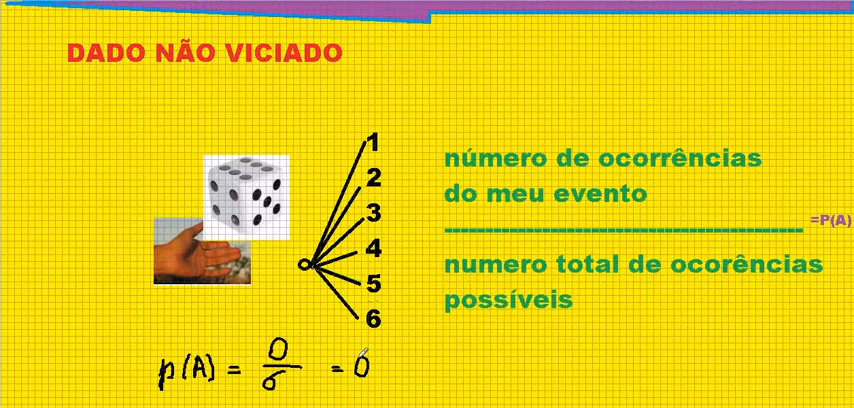 DADO NÃO VICIADO
1
2
3
4
5
6
número de ocorrências
do meu evento
=P(A)
numero total de ocorências
possíveis
p(A) = 0/6 = 0